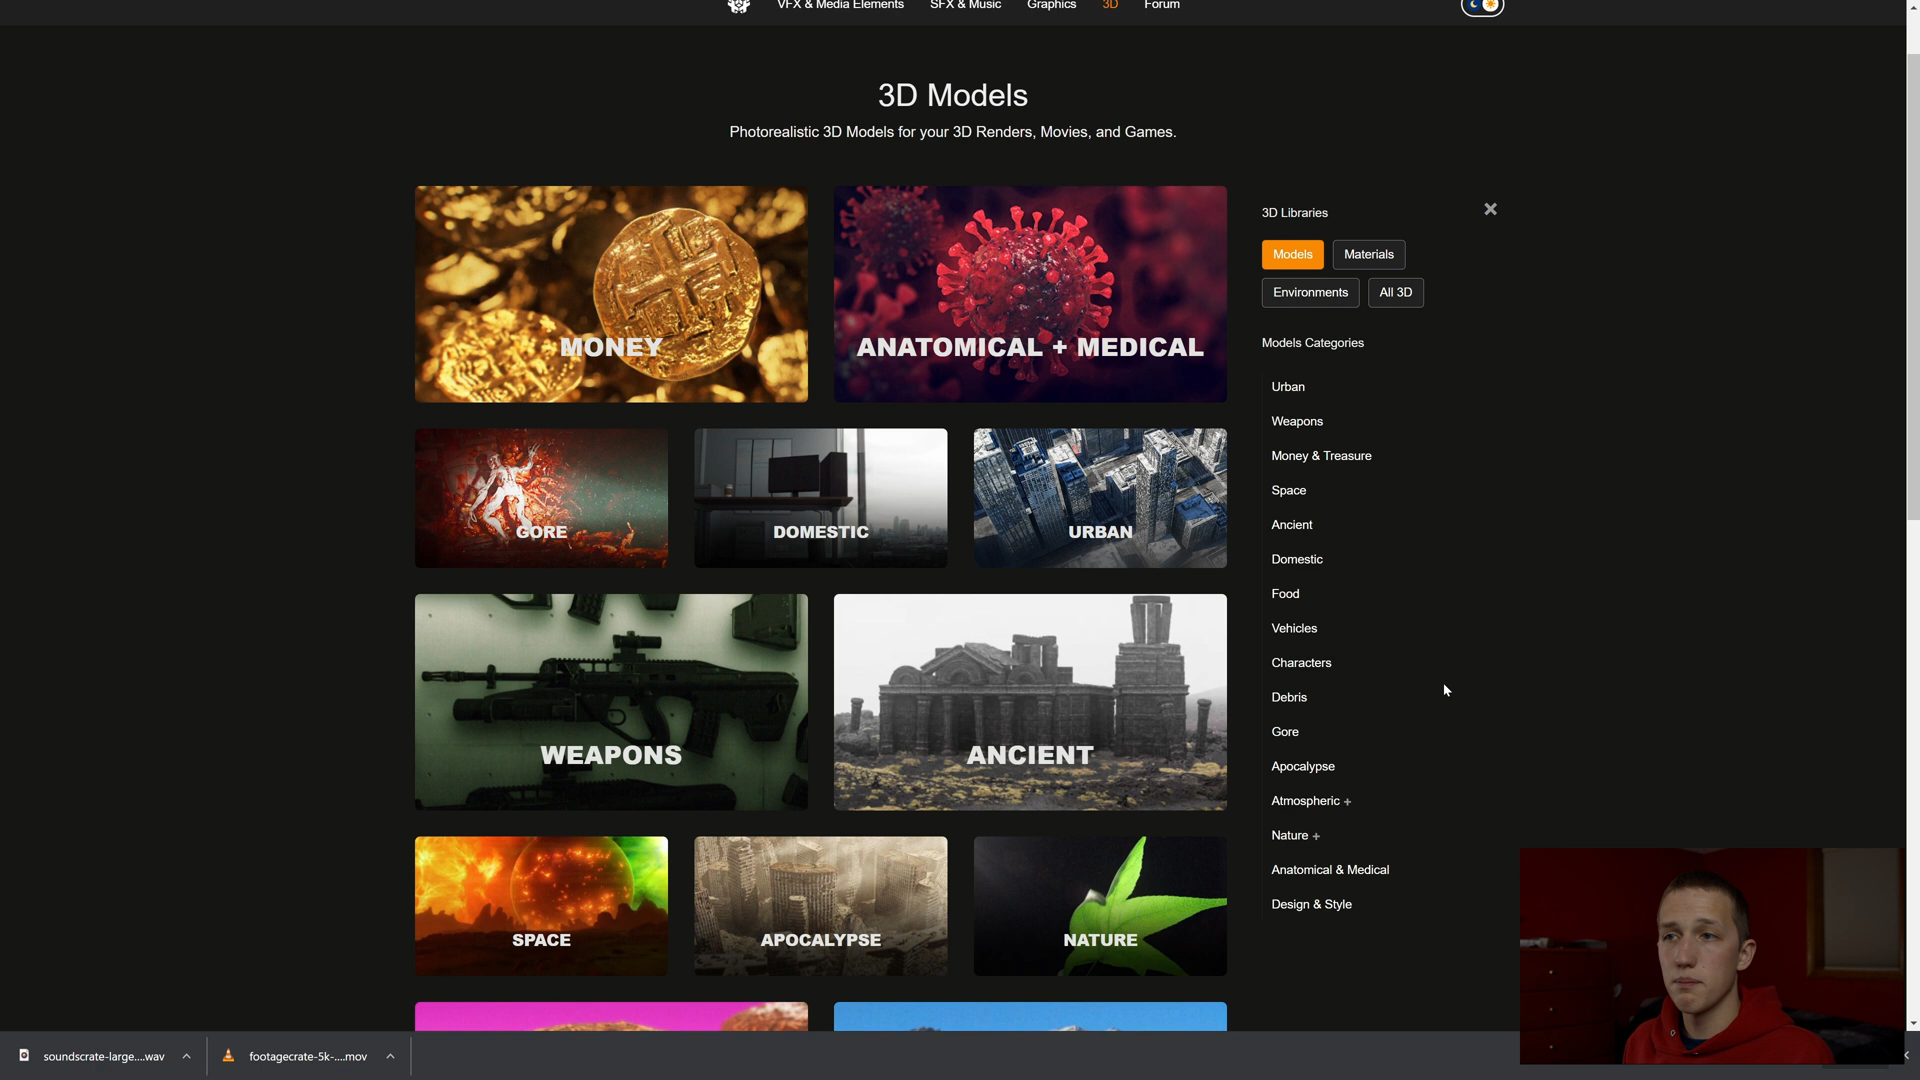 VFX & Media Elements
SFX & Music
Graphics
3D
Forum
3D Models
Photorealistic 3D Models for your 3D Renders, Movies, and Games.
MONEY
ANATOMICAL + MEDICAL
GORE
DOMESTIC
URBAN
WEAPONS
ANCIENT
SPACE
APOCALYPSE
NATURE
3D Libraries
Models
Materials
Environments
All 3D
Models Categories
Urban
Weapons
Money & Treasure
Space
Ancient
Domestic
Food
Vehicles
Characters
Debris
Gore
Apocalypse
Atmospheric +
Nature +
Anatomical & Medical
Design & Style
soundscrate-large....wav
footagecrate-5k-....mov